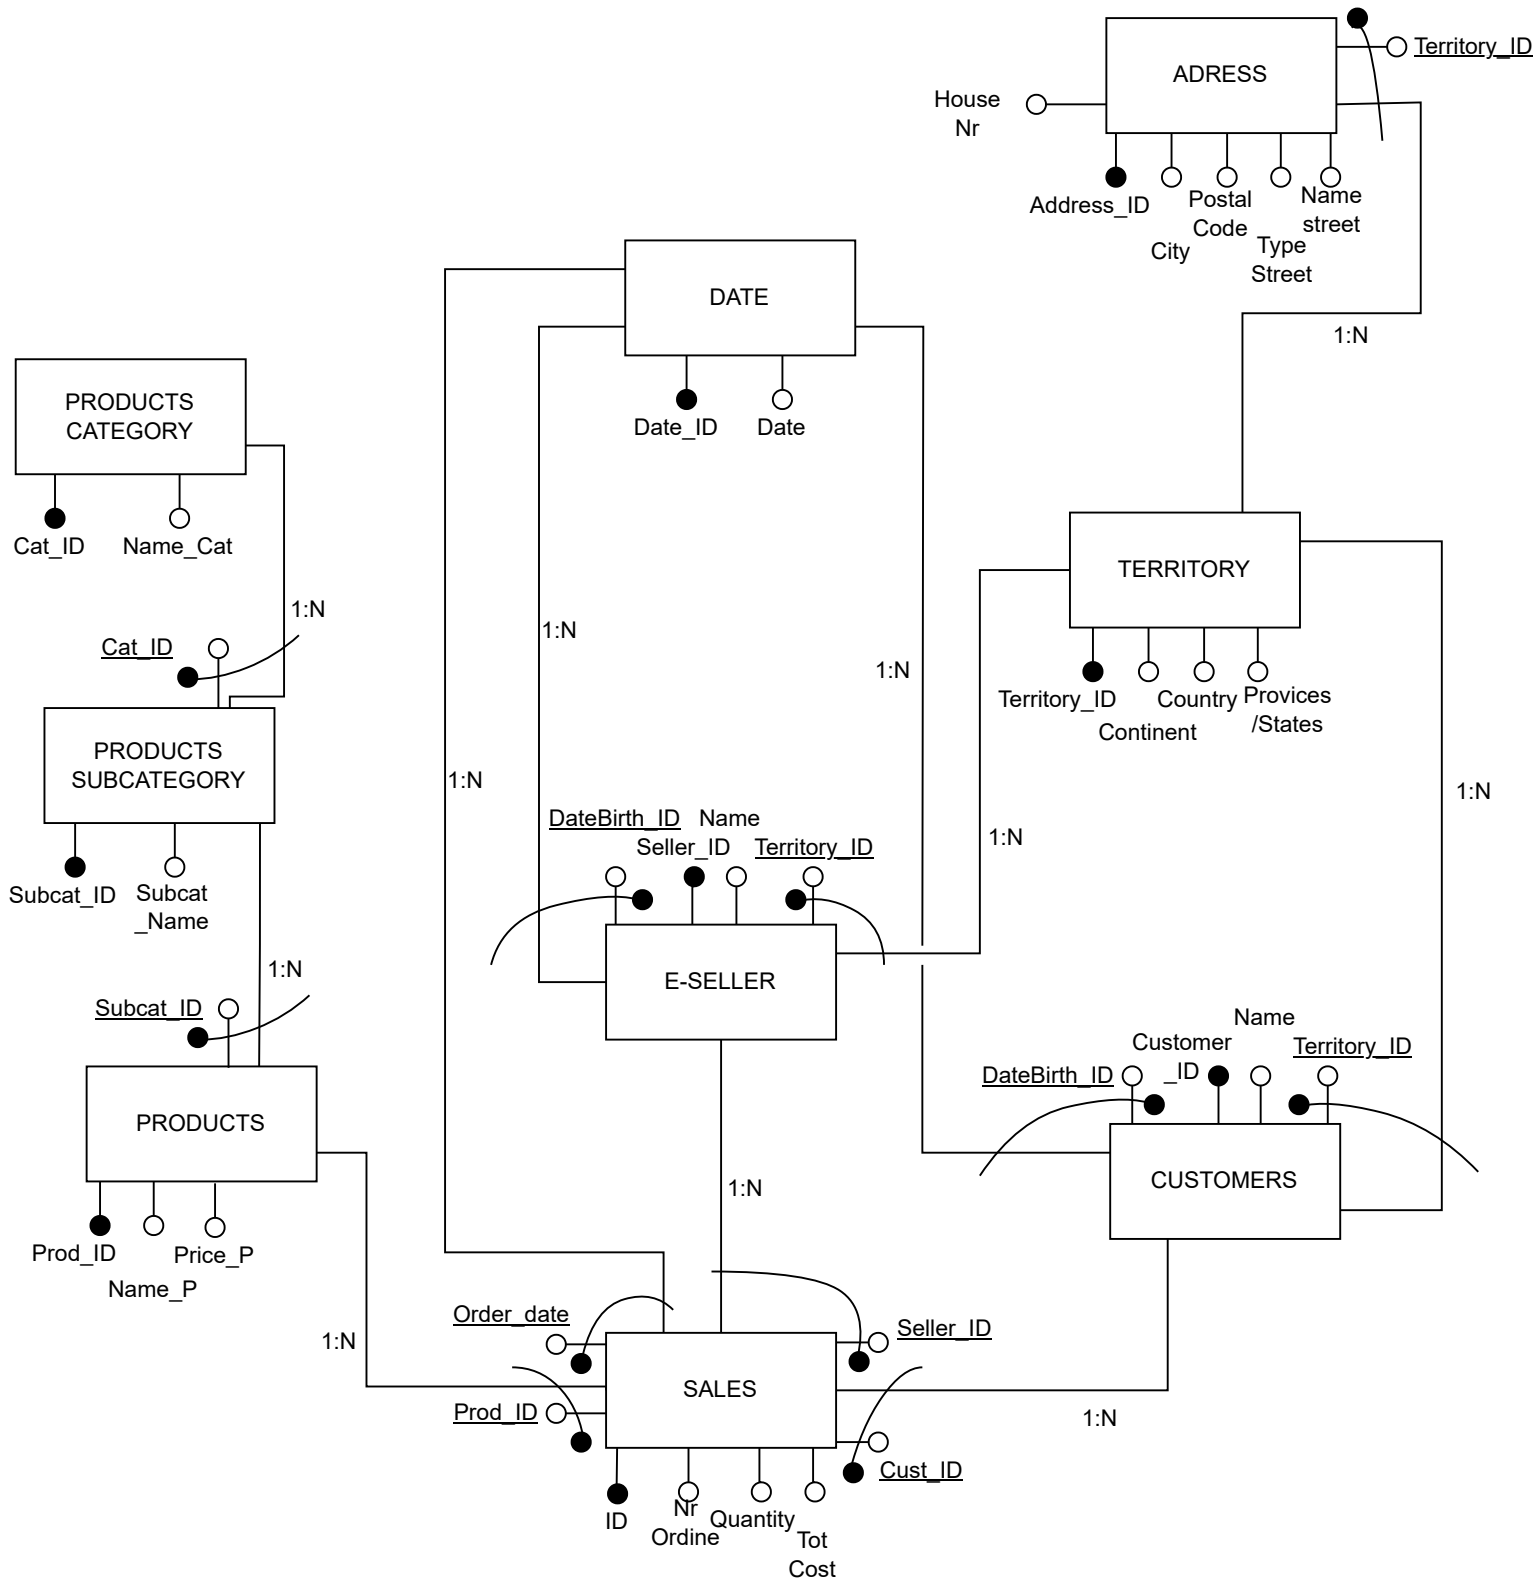 ADRESS
Territory_ID
House
Nr
Address_ID
City
Postal
Code
Type
Street
Name
street
1:N
DATE
Date_ID
Date
PRODUCTS
CATEGORY
Cat_ID
Name_Cat
1:N
Cat_ID
PRODUCTS
SUBCATEGORY
Subcat_ID
Subcat
_Name
1:N
Subcat_ID
PRODUCTS
Prod_ID
Name_P
Price_P
1:N
1:N
1:N
1:N
TERRITORY
Territory_ID
Continent
Country
Provices
/States
1:N
1:N
DateBirth_ID
Name
Seller_ID
Territory_ID
E-SELLER
1:N
Name
Customer
_ID
Territory_ID
DateBirth_ID
CUSTOMERS
1:N
Order_date
Seller_ID
SALES
Prod_ID
Cust_ID
ID
Nr
Ordine
Quantity
Tot
Cost